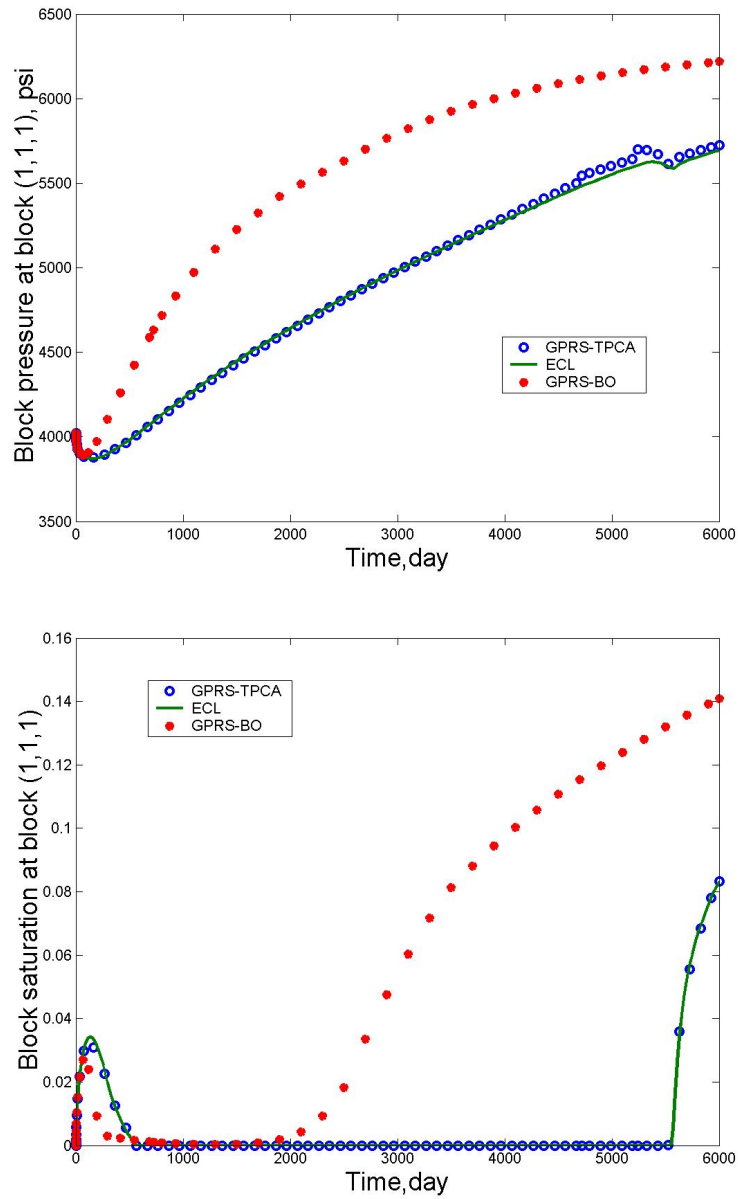 6500
6000
5500
5000
4500
4000
3500
Block pressure at block (1,1,1), psi
GPRS-TPCA
ECL
GPRS-BO
0 1000 2000 3000 4000 5000 6000
Time,day
0.16
0.14
0.12
0.1
0.08
0.06
0.04
0.02
0
Block saturation at block (1,1,1)
GPRS-TPCA
ECL
GPRS-BO
0 1000 2000 3000 4000 5000 6000
Time,day